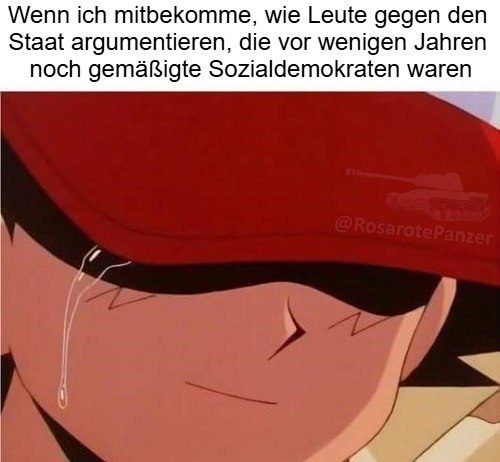 Wenn ich mitbekomme, wie Leute gegen den
Staat argumentieren, die vor wenigen Jahren
noch gemäßigte Sozialdemokraten waren
@RosarotePanzer